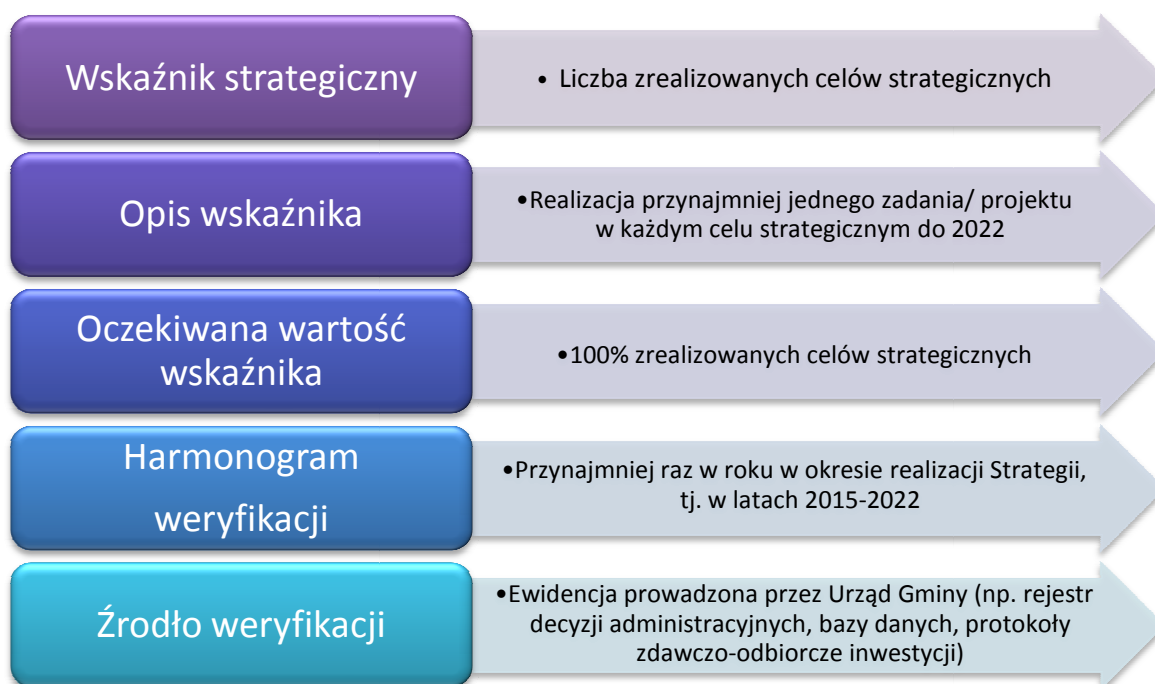 Wskaźnik strategiczny
• Liczba zrealizowanych celów strategicznych
Opis wskaźnika
•Realizacja przynajmniej jednego zadania/ projektu
w każdym celu strategicznym do 2022
Oczekiwana wartość
wskaźnika
•100% zrealizowanych celów strategicznych
Harmonogram
weryfikacji
•Przynajmniej raz w roku w okresie realizacji Strategii,
tj. w latach 2015-2022
Źrodło weryfikacji
•Ewidencja prowadzona przez Urząd Gminy (np. rejestr
decyzji administracyjnych, bazy danych, protokoły
zdawczo-odbiorcze inwestycji)